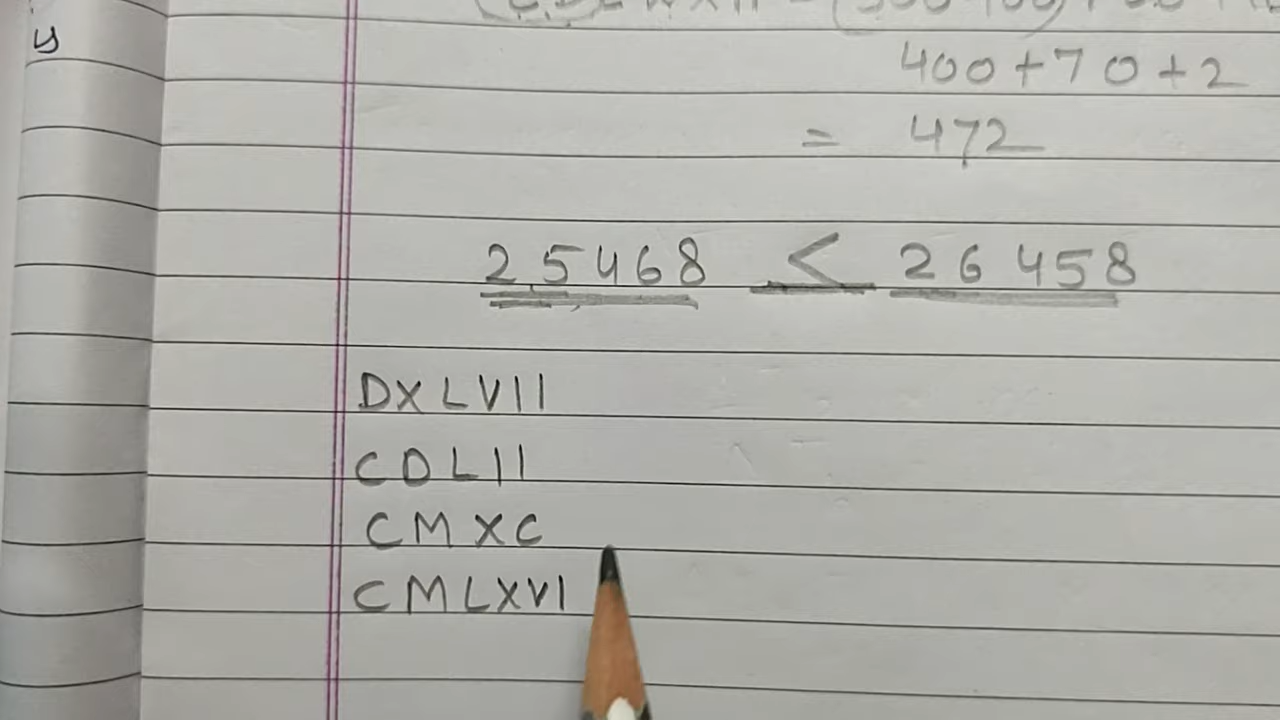 y
400+70+2
= 472
25468 < 26458
DXLVII
CDLII
CMXC
CMLXVI